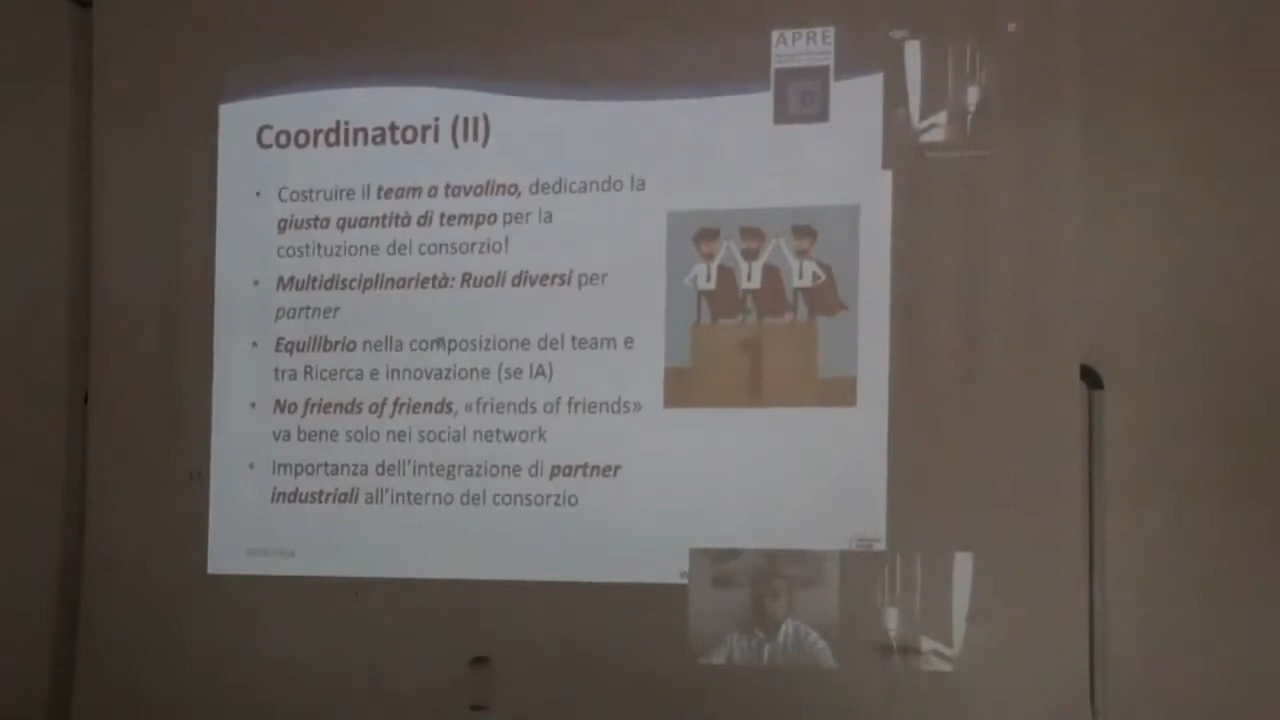 APRE
Coordinatori (II)
• Costruire il team a tavolino, dedicando la
giusta quantità di tempo per la
costituzione del consorzio!
• Multidisciplinarietà: Ruoli diversi per
partner
• Equilibrio nella composizione del team e
tra Ricerca e innovazione (se IA)
• No friends of friends, «friends of friends»
va bene solo nei social network
• Importanza dell'integrazione di partner
industriali all'interno del consorzio
1